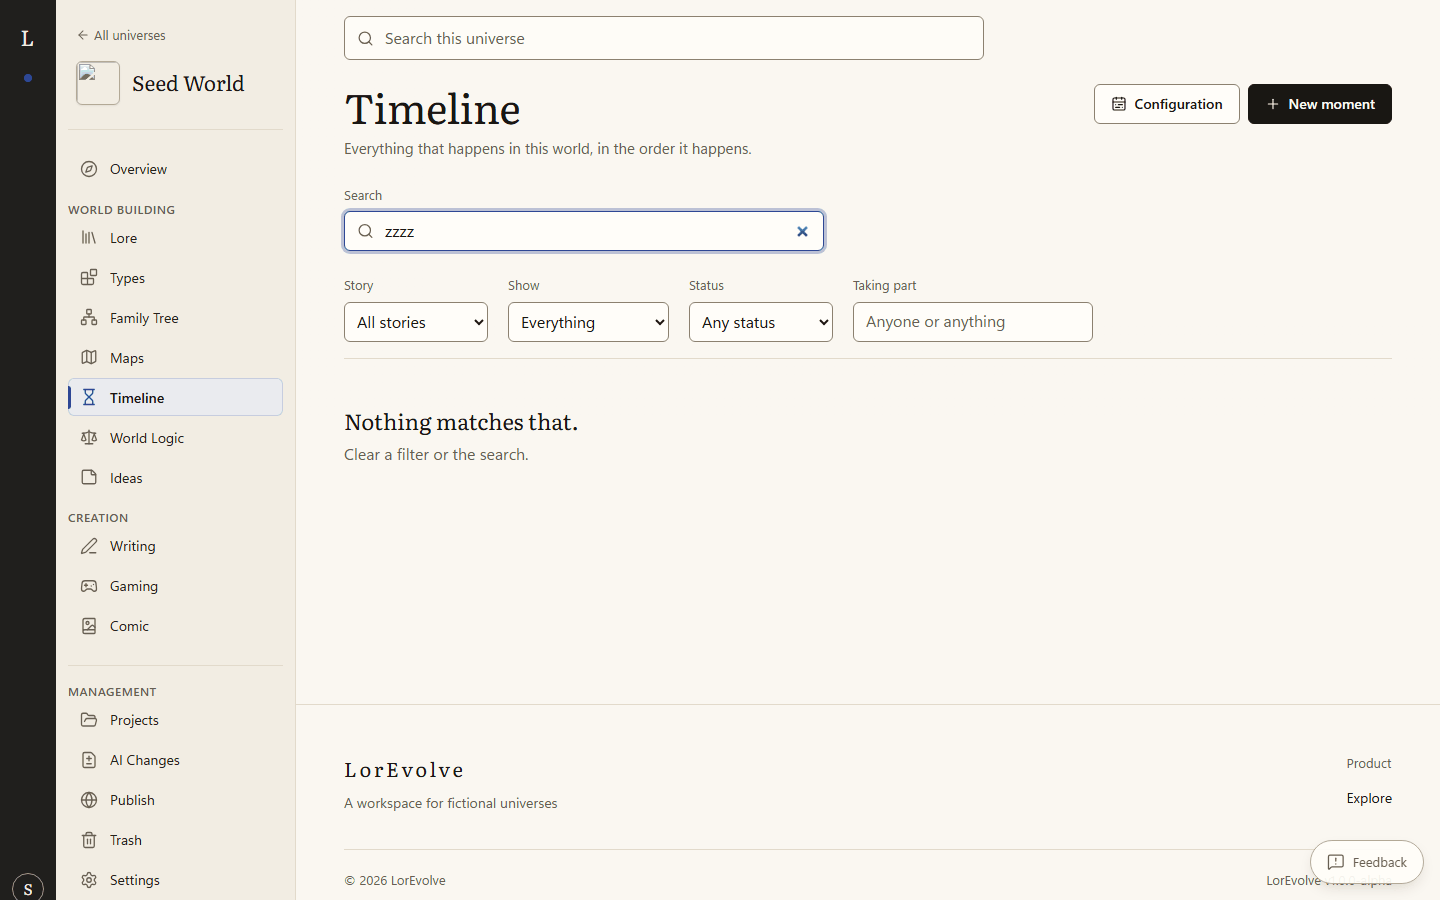 L
← All universes
Seed World
Overview
WORLD BUILDING
Lore
Types
Family Tree
Maps
Timeline
World Logic
Ideas
CREATION
Writing
Gaming
Comic
MANAGEMENT
Projects
AI Changes
Publish
Trash
Settings
S
Search this universe
Timeline
Configuration
+ New moment
Everything that happens in this world, in the order it happens.
Search
zzzz
Story
Show
Status
Taking part
All stories
Everything
Any status
Anyone or anything
Nothing matches that.
Clear a filter or the search.
LorEvolve
A workspace for fictional universes
Product
Explore
Feedback
© 2026 LorEvolve
LorEvolve